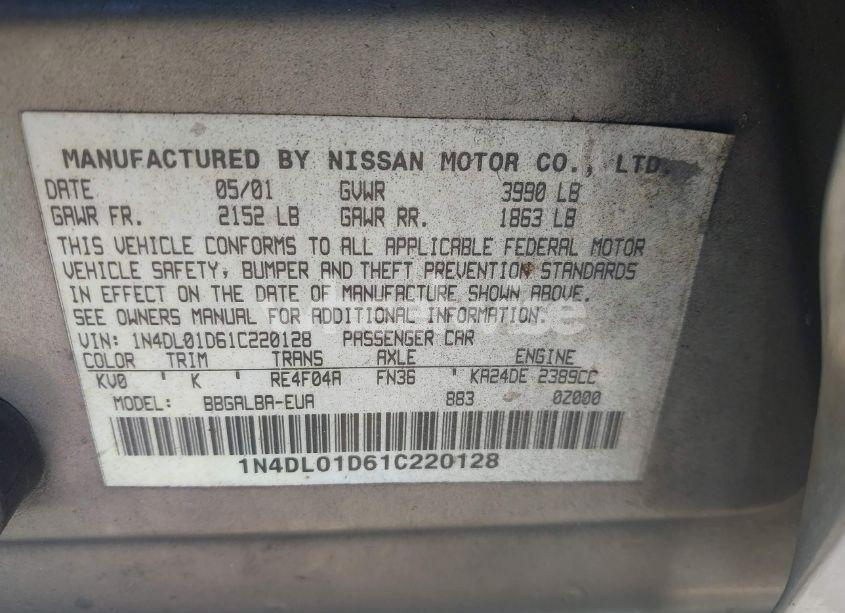 MANUFACTURED BY NISSAN MOTOR CO., LTD.
DATE 05/01 GVWR 3990 LB
GAWR FR. 2152 LB GAWR RR. 1863 LB
THIS VEHICLE CONFORMS TO ALL APPLICABLE FEDERAL MOTOR
VEHICLE SAFETY, BUMPER AND THEFT PREVENTION STANDARDS
IN EFFECT ON THE DATE OF MANUFACTURE SHOWN ABOVE.
SEE OWNERS MANUAL FOR ADDITIONAL INFORMATION.
VIN: 1N4DL01D61C220128 PASSENGER CAR
COLOR TRIM TRANS AXLE ENGINE
KV0 ' K ' RE4F04A FN36 ' KA24DE 2389CC
MODEL: BBGALBA-EUA 883 0Z000
1N4DL01D61C220128